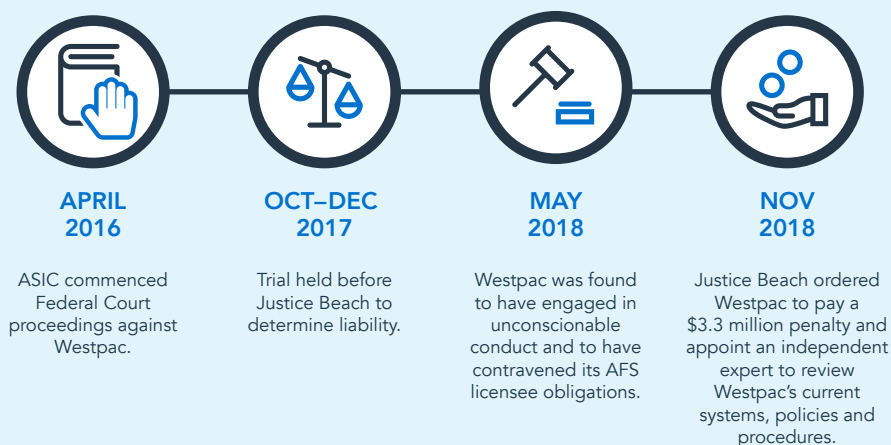 APRIL
2016
ASIC commenced
Federal Court
proceedings against
Westpac.
OCT–DEC
2017
Trial held before
Justice Beach to
determine liability.
MAY
2018
Westpac was found
to have engaged in
unconscionable
conduct and to have
contravened its AFS
licensee obligations.
NOV
2018
Justice Beach ordered
Westpac to pay a
$3.3 million penalty and
appoint an independent
expert to review
Westpac’s current
systems, policies and
procedures.